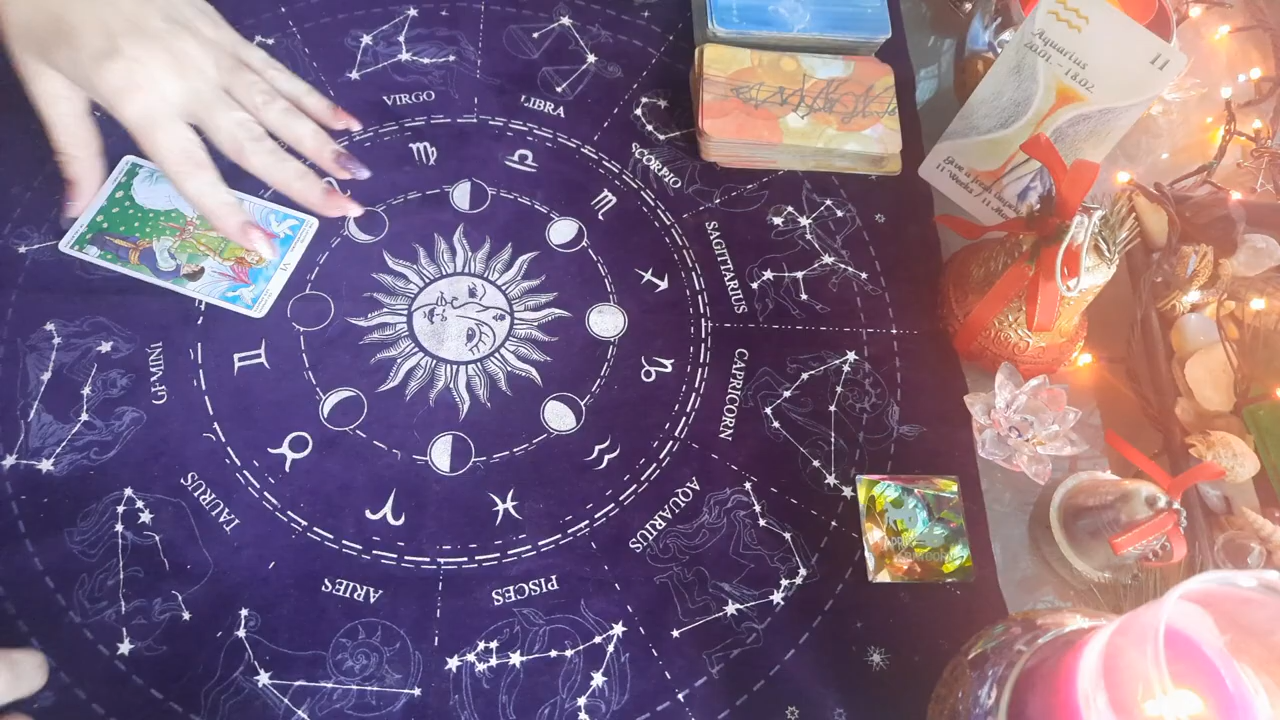 VIRGO
LIBRA
SCORPIO
SAGITTARIUS
CAPRICORN
AQUARIUS
PISCES
ARIES
TAURUS
GEMINI
Aquarius
20.01. - 18.02
11
VI